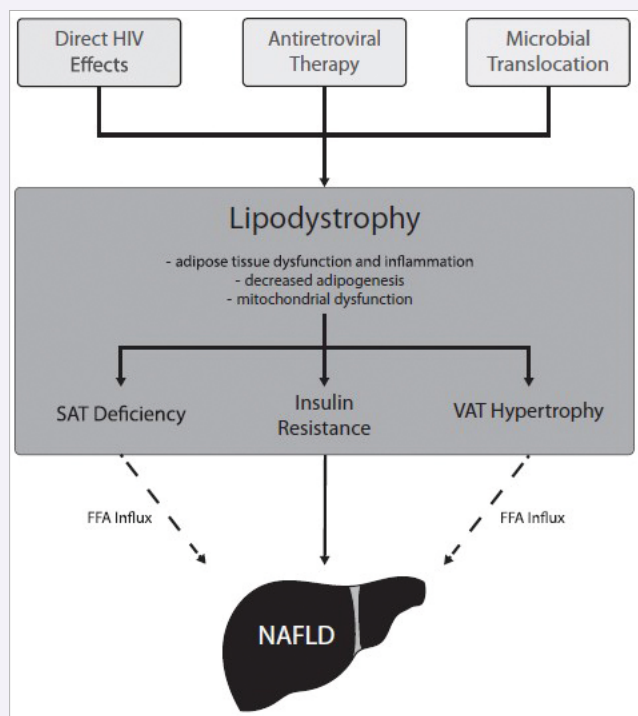 Direct HIV
Effects
Antiretroviral
Therapy
Microbial
Translocation
Lipodystrophy
- adipose tissue dysfunction and inflammation
- decreased adipogenesis
- mitochondrial dysfunction
SAT Deficiency
Insulin
Resistance
VAT Hypertrophy
FFA Influx
FFA Influx
NAFLD